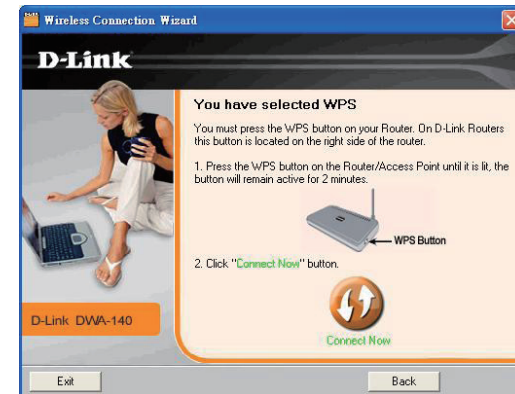 Wireless Connection Wizard
D-Link
You have selected WPS
You must press the WPS button on your Router. On D-Link Routers
this button is located on the right side of the router.
1. Press the WPS button on the Router/Access Point until it is lit, the
button will remain active for 2 minutes.
WPS Button
2. Click "Connect Now" button.
D-Link DWA-140
Connect Now
Exit
Back